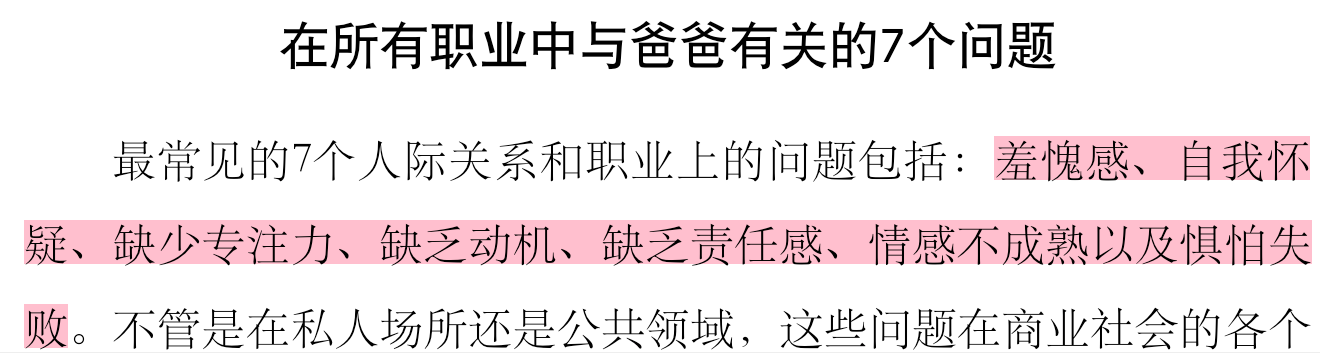 在所有职业中与爸爸有关的7个问题
最常见的7个人际关系和职业上的问题包括：羞愧感、自我怀
疑、缺少专注力、缺乏动机、缺乏责任感、情感不成熟以及惧怕失
败。不管是在私人场所还是公共领域，这些问题在商业社会的各个